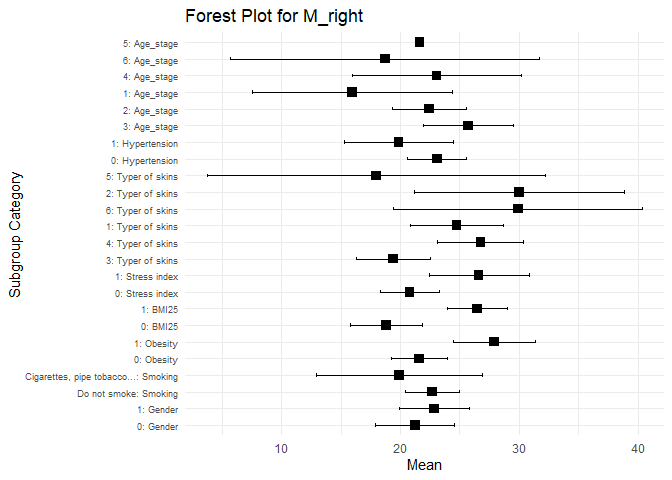 Forest Plot for M_right
Subgroup Category
5: Age_stage
6: Age_stage
4: Age_stage
1: Age_stage
2: Age_stage
3: Age_stage
1: Hypertension
0: Hypertension
5: Typer of skins
2: Typer of skins
6: Typer of skins
1: Typer of skins
4: Typer of skins
3: Typer of skins
1: Stress index
0: Stress index
1: BMI25
0: BMI25
1: Obesity
0: Obesity
Cigarettes, pipe tobacco...: Smoking
Do not smoke: Smoking
1: Gender
0: Gender
10 20 30 40
Mean